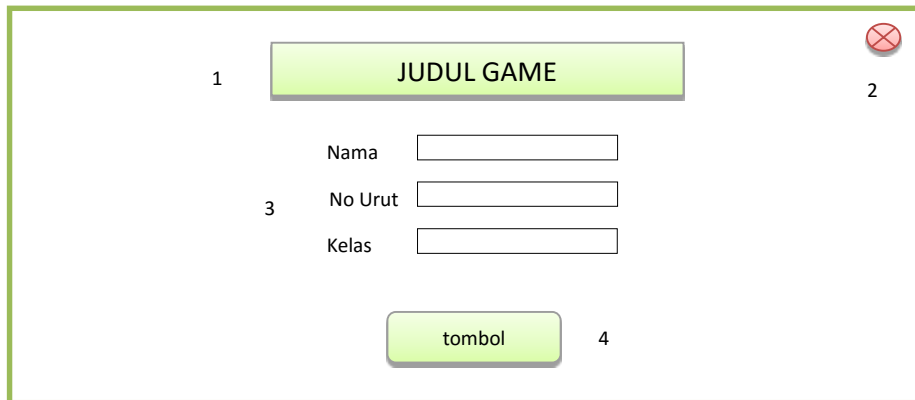 JUDUL GAME
1
2
Nama
No Urut
3
Kelas
tombol
4